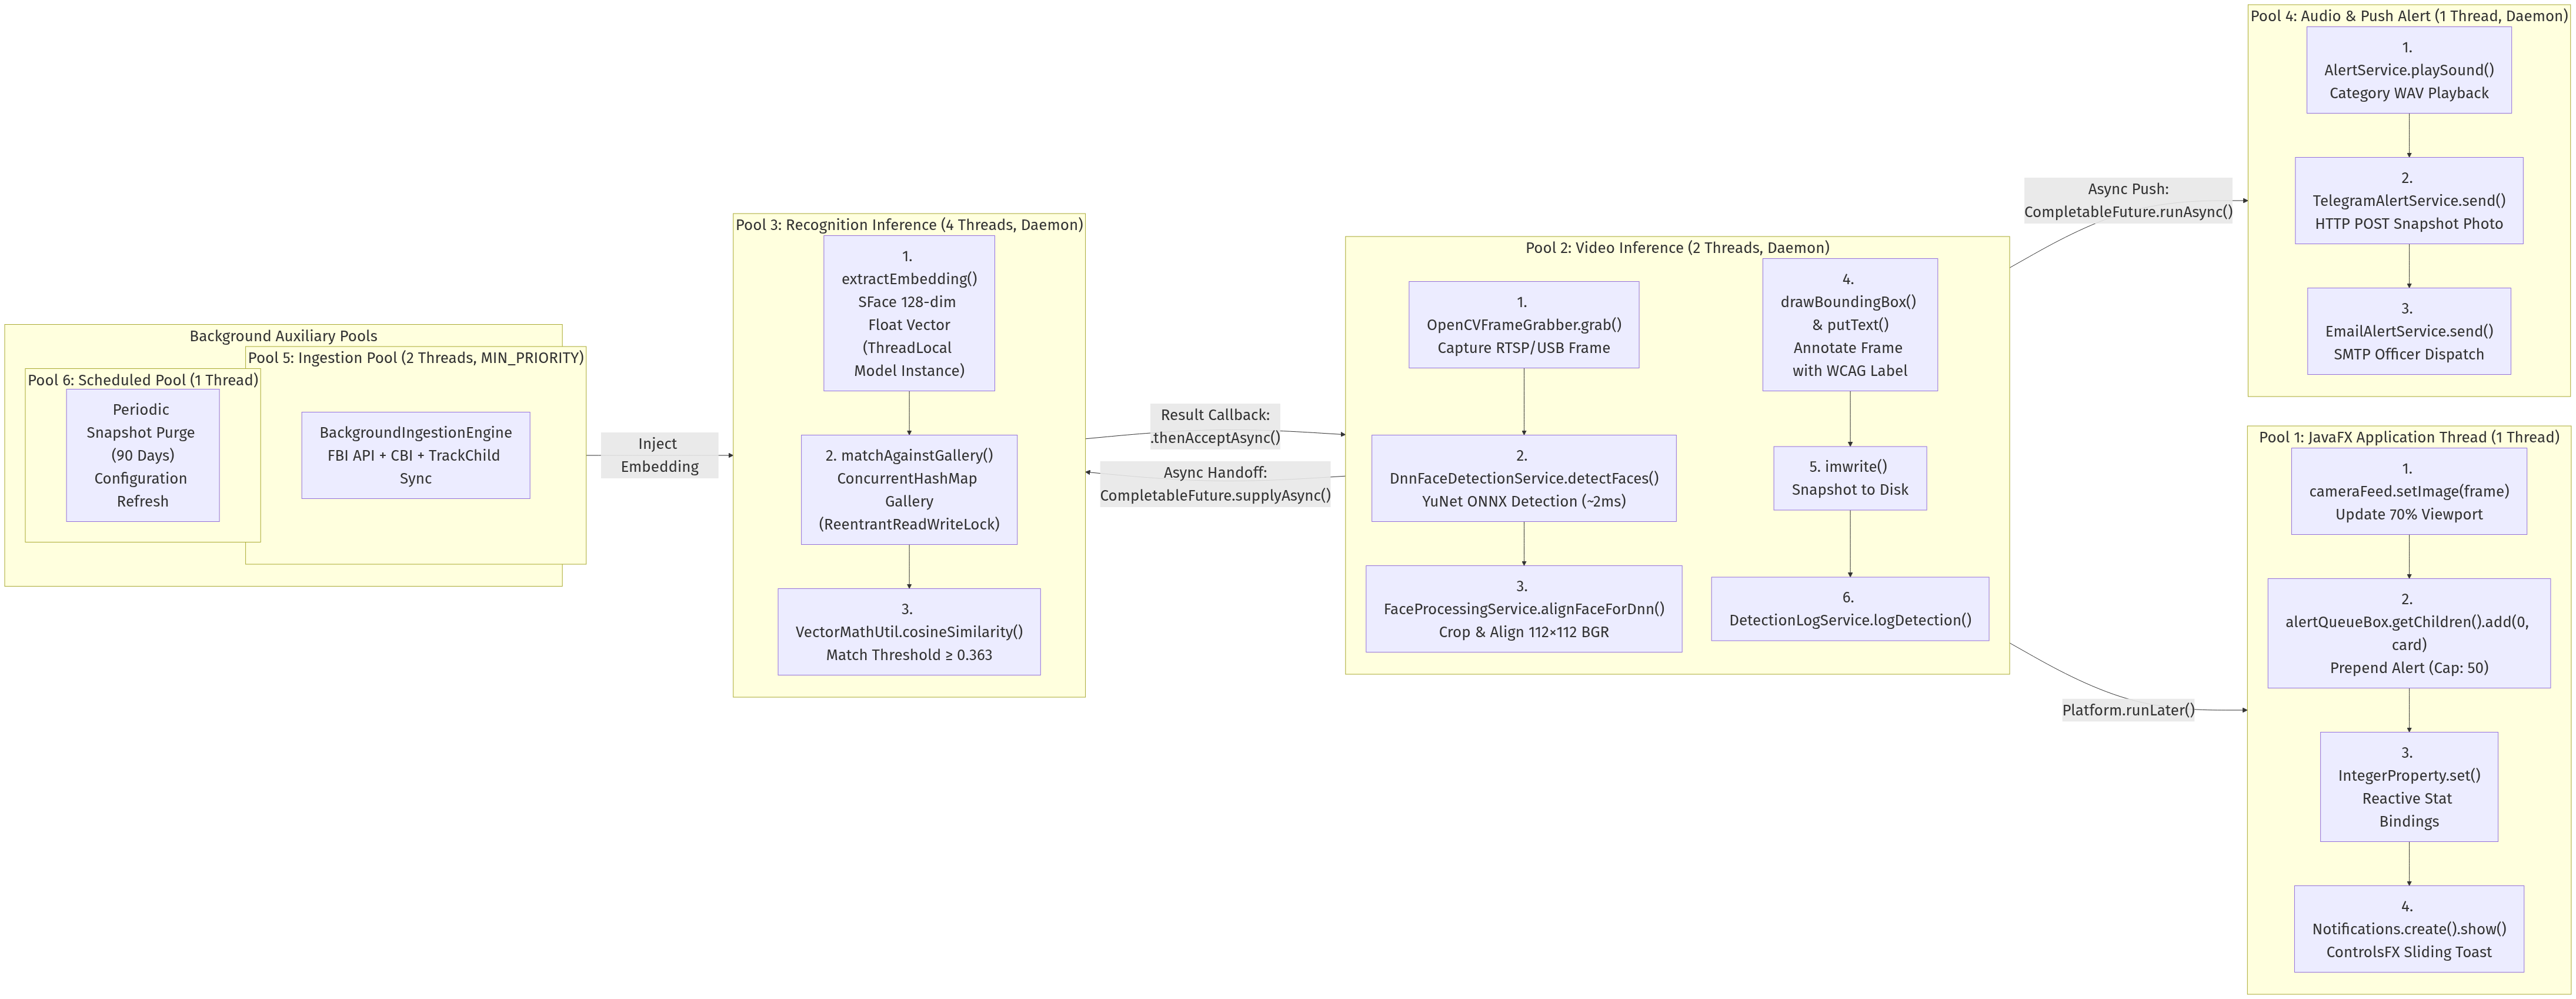 Background Auxiliary Pools
Pool 5: Ingestion Pool (2 Threads, MIN_PRIORITY)
Pool 6: Scheduled Pool (1 Thread)
Periodic
Snapshot Purge
(90 Days)
Configuration
Refresh
BackgroundIngestionEngine
FBI API + CBI + TrackChild
Sync
Inject
Embedding
Pool 3: Recognition Inference (4 Threads, Daemon)
1.
extractEmbedding()
SFace 128-dim
Float Vector
(ThreadLocal
Model Instance)
2. matchAgainstGallery()
ConcurrentHashMap
Gallery
(ReentrantReadWriteLock)
3.
VectorMathUtil.cosineSimilarity()
Match Threshold ≥ 0.363
Result Callback:
.thenAcceptAsync()
Async Handoff:
CompletableFuture.supplyAsync()
Pool 2: Video Inference (2 Threads, Daemon)
1.
OpenCVFrameGrabber.grab()
Capture RTSP/USB Frame
2.
DnnFaceDetectionService.detectFaces()
YuNet ONNX Detection (~2ms)
3.
FaceProcessingService.alignFaceForDnn()
Crop & Align 112×112 BGR
4.
drawBoundingBox()
& putText()
Annotate Frame
with WCAG Label
5. imwrite()
Snapshot to Disk
6.
DetectionLogService.logDetection()
Async Push:
CompletableFuture.runAsync()
Platform.runLater()
Pool 4: Audio & Push Alert (1 Thread, Daemon)
1.
AlertService.playSound()
Category WAV Playback
2.
TelegramAlertService.send()
HTTP POST Snapshot Photo
3.
EmailAlertService.send()
SMTP Officer Dispatch
Pool 1: JavaFX Application Thread (1 Thread)
1.
cameraFeed.setImage(frame)
Update 70% Viewport
2.
alertQueueBox.getChildren().add(0,
card)
Prepend Alert (Cap: 50)
3.
IntegerProperty.set()
Reactive Stat
Bindings
4.
Notifications.create().show()
ControlsFX Sliding Toast